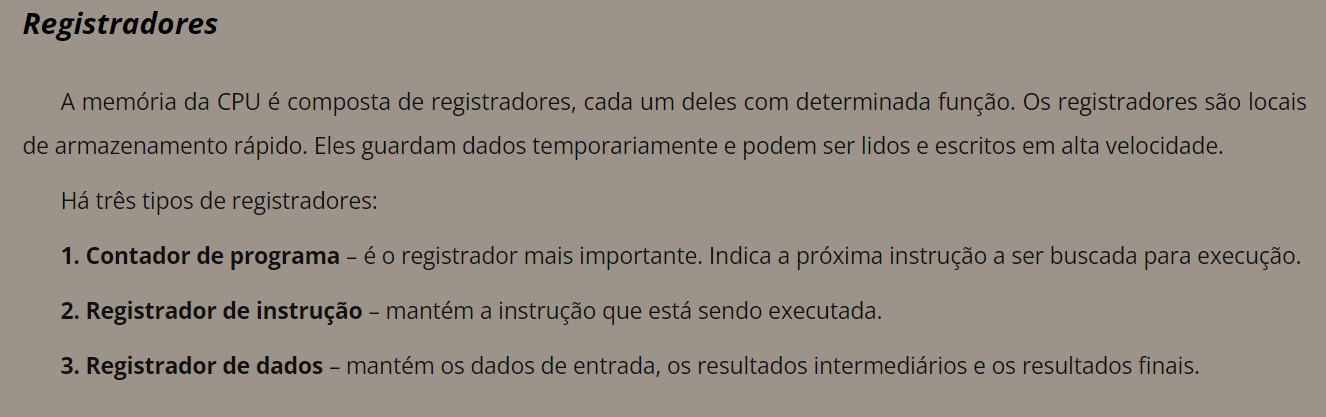 Registradores
A memória da CPU é composta de registradores, cada um deles com determinada função. Os registradores são locais
de armazenamento rápido. Eles guardam dados temporariamente e podem ser lidos e escritos em alta velocidade.
Há três tipos de registradores:
1. Contador de programa – é o registrador mais importante. Indica a próxima instrução a ser buscada para execução.
2. Registrador de instrução – mantém a instrução que está sendo executada.
3. Registrador de dados – mantém os dados de entrada, os resultados intermediários e os resultados finais.